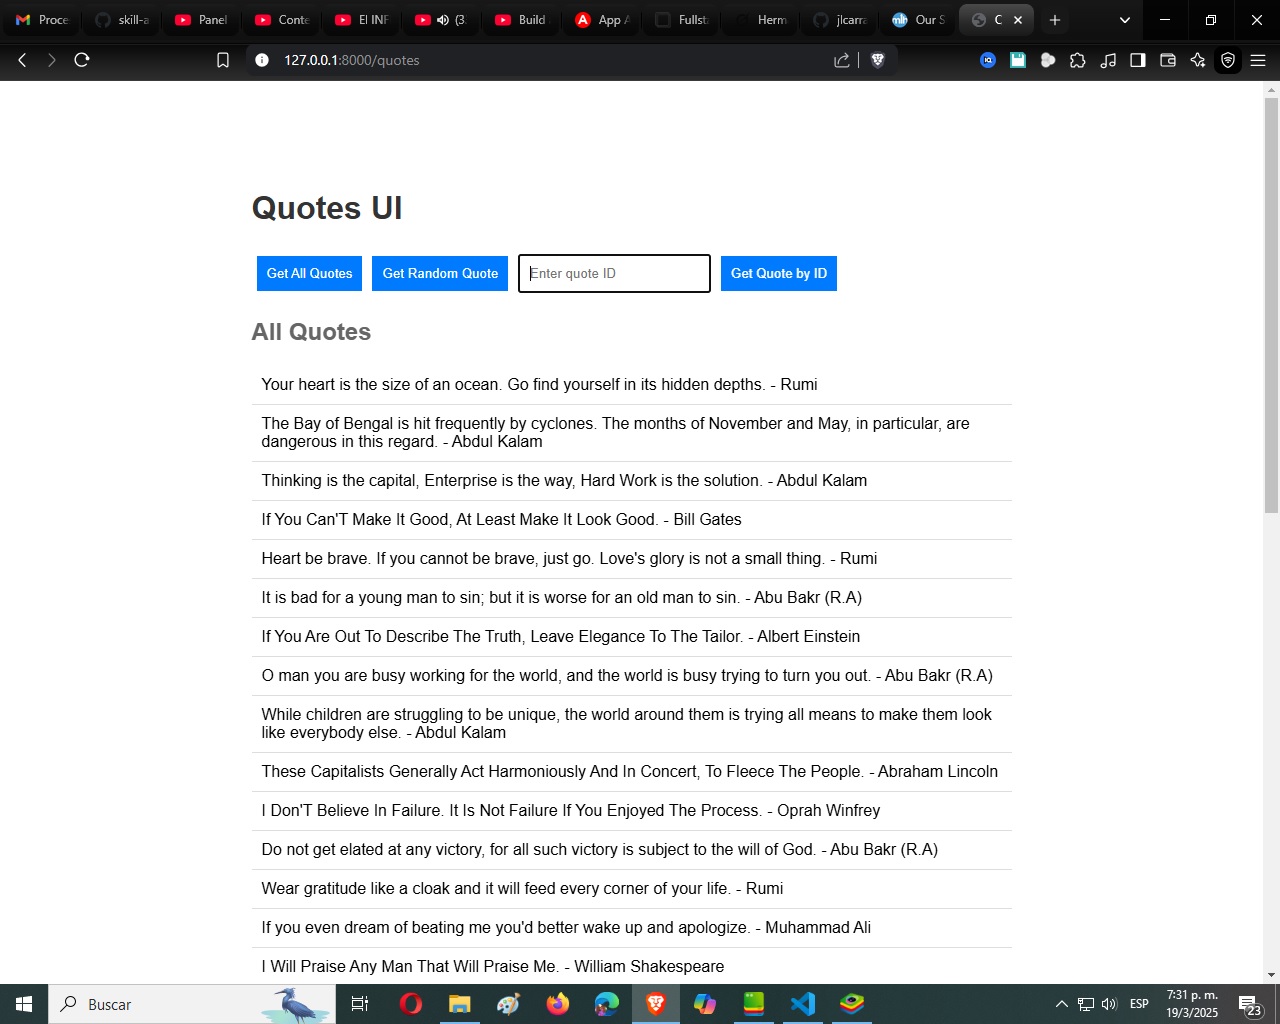 Proce
skill-a
Panel
Conte
El INF
(3
Build
App A
Fullst
Herm
jlcarra
Our S
C
127.0.0.1:8000/quotes
Quotes UI
Get All Quotes
Get Random Quote
Enter quote ID
Get Quote by ID
All Quotes
Your heart is the size of an ocean. Go find yourself in its hidden depths. - Rumi
The Bay of Bengal is hit frequently by cyclones. The months of November and May, in particular, are
dangerous in this regard. - Abdul Kalam
Thinking is the capital, Enterprise is the way, Hard Work is the solution. - Abdul Kalam
If You Can'T Make It Good, At Least Make It Look Good. - Bill Gates
Heart be brave. If you cannot be brave, just go. Love's glory is not a small thing. - Rumi
It is bad for a young man to sin; but it is worse for an old man to sin. - Abu Bakr (R.A)
If You Are Out To Describe The Truth, Leave Elegance To The Tailor. - Albert Einstein
O man you are busy working for the world, and the world is busy trying to turn you out. - Abu Bakr (R.A)
While children are struggling to be unique, the world around them is trying all means to make them look
like everybody else. - Abdul Kalam
These Capitalists Generally Act Harmoniously And In Concert, To Fleece The People. - Abraham Lincoln
I Don'T Believe In Failure. It Is Not Failure If You Enjoyed The Process. - Oprah Winfrey
Do not get elated at any victory, for all such victory is subject to the will of God. - Abu Bakr (R.A)
Wear gratitude like a cloak and it will feed every corner of your life. - Rumi
If you even dream of beating me you'd better wake up and apologize. - Muhammad Ali
I Will Praise Any Man That Will Praise Me. - William Shakespeare
Buscar
ESP
7:31 p. m.
19/3/2025
23